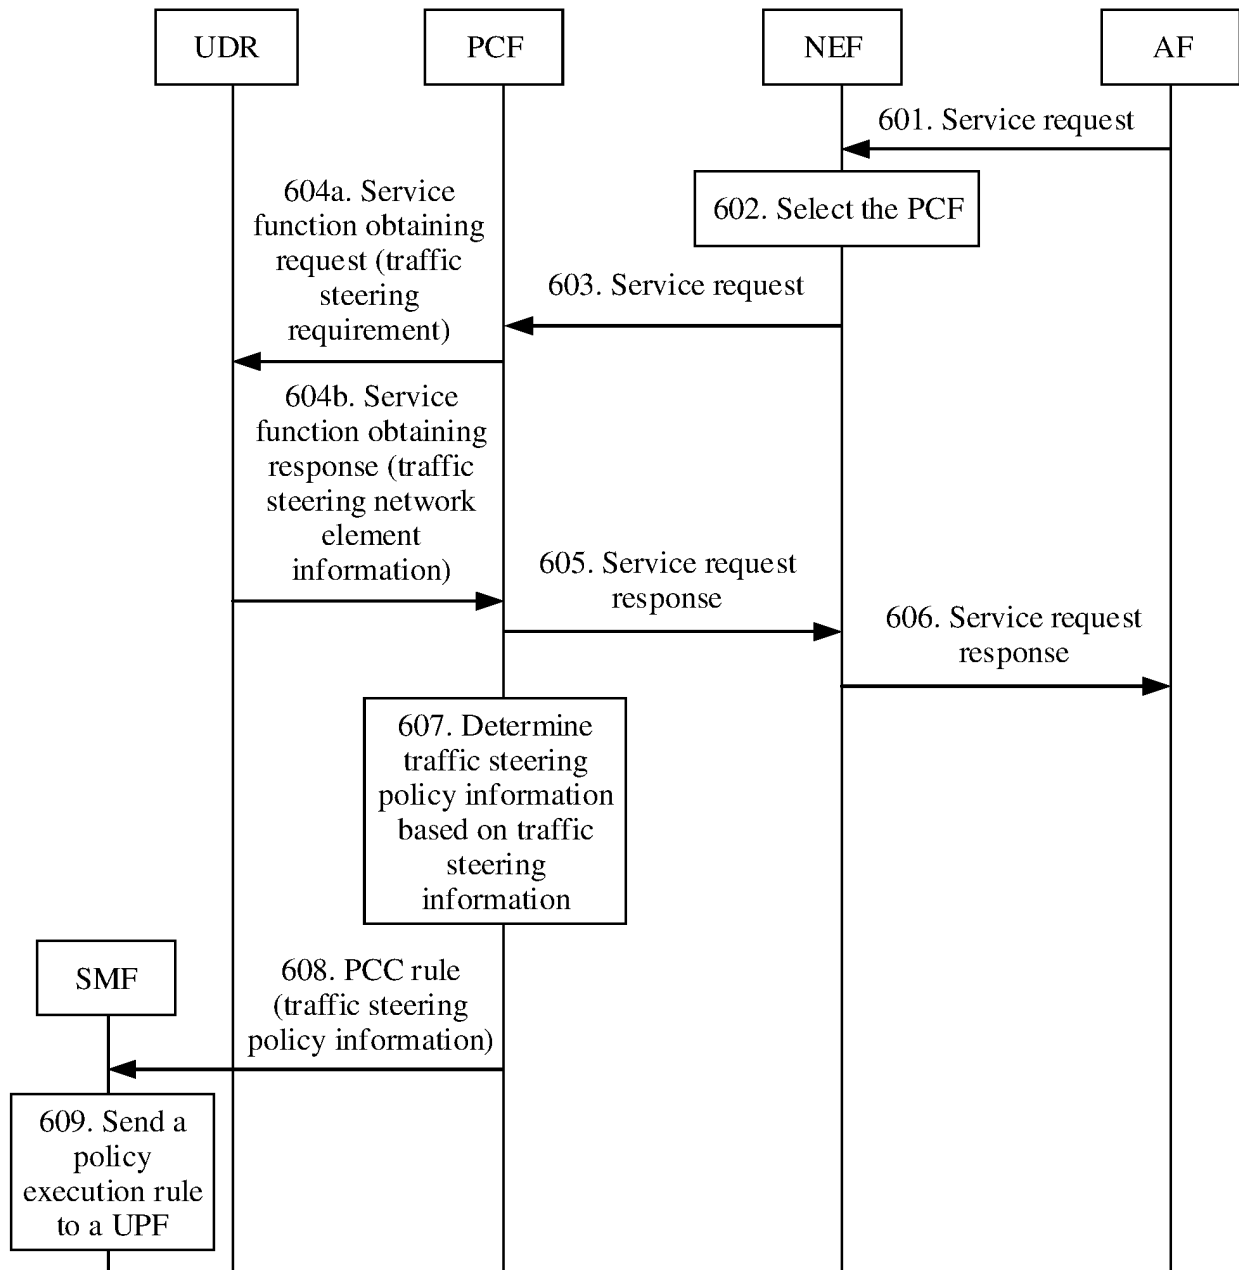 UDR
PCF
NEF
AF
601. Service request
602. Select the PCF
603. Service request
604a. Service
function obtaining
request (traffic
steering
requirement)
604b. Service
function obtaining
response (traffic
steering network
element
information)
605. Service request
response
606. Service request
response
607. Determine
traffic steering
policy information
based on traffic
steering
information
SMF
608. PCC rule
(traffic steering
policy information)
609. Send a
policy
execution rule
to a UPF